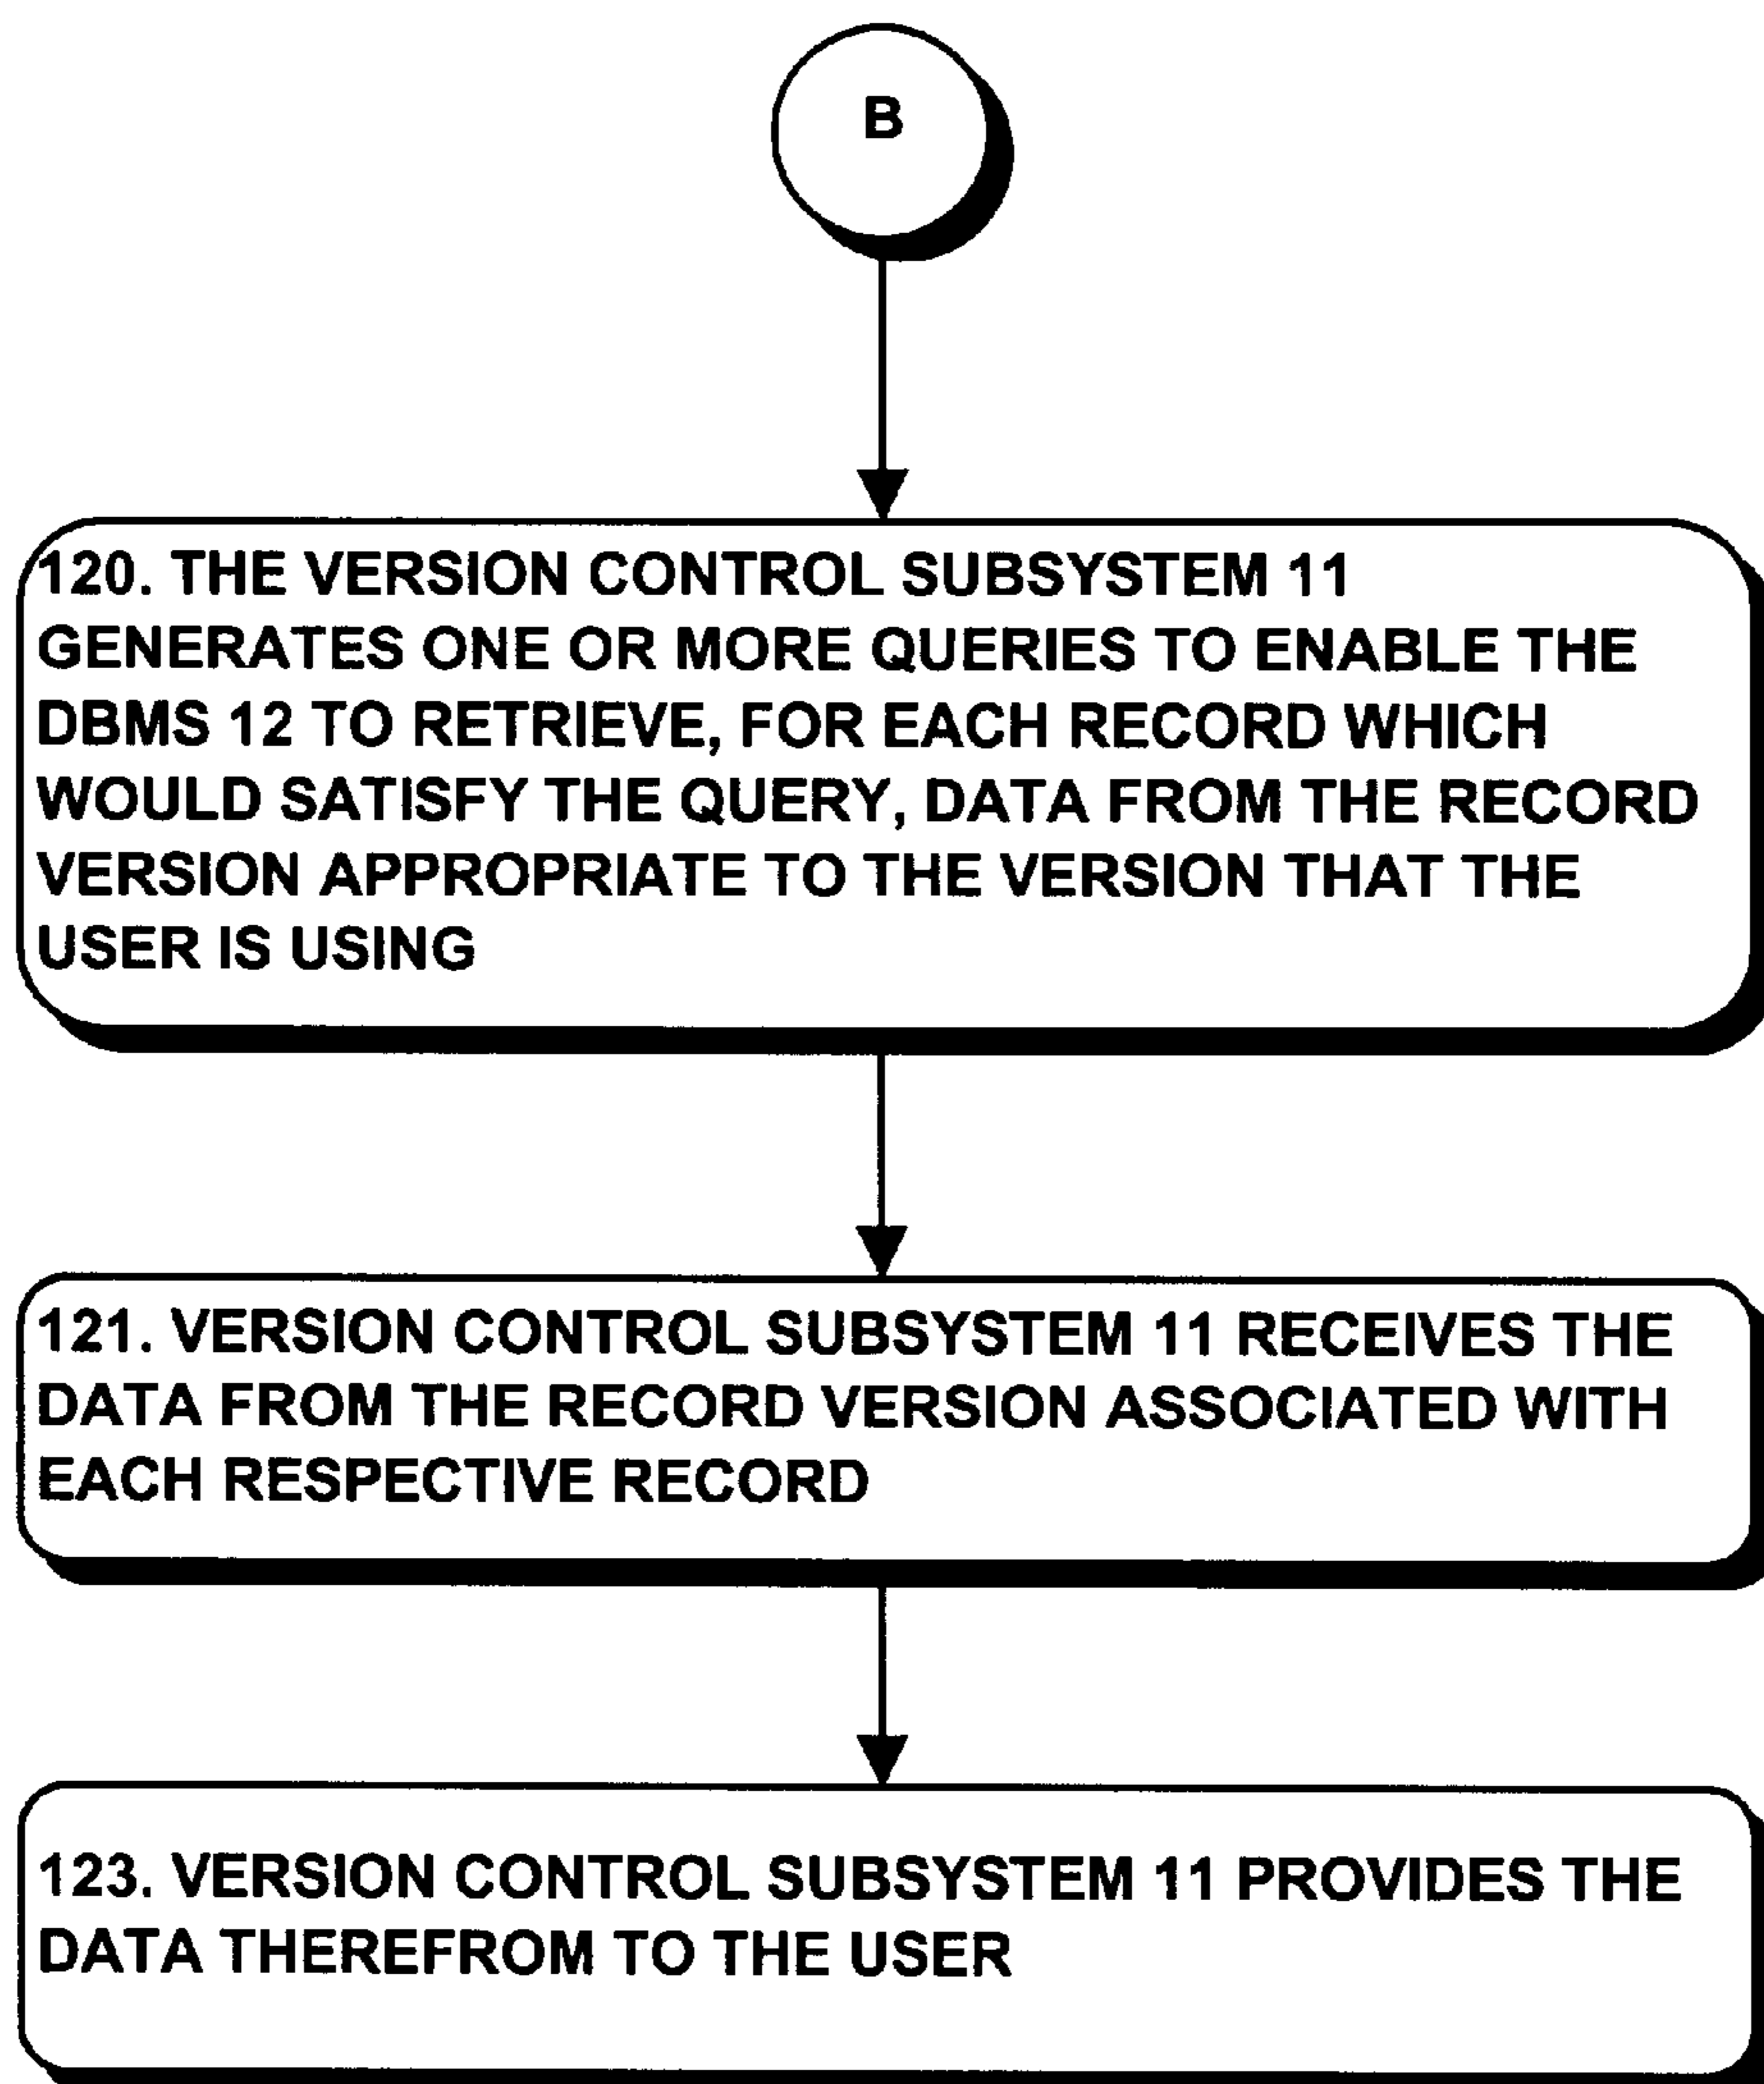 B
120. THE VERSION CONTROL SUBSYSTEM 11
GENERATES ONE OR MORE QUERIES TO ENABLE THE
DBMS 12 TO RETRIEVE, FOR EACH RECORD WHICH
WOULD SATISFY THE QUERY, DATA FROM THE RECORD
VERSION APPROPRIATE TO THE VERSION THAT THE
USER IS USING
121. VERSION CONTROL SUBSYSTEM 11 RECEIVES THE
DATA FROM THE RECORD VERSION ASSOCIATED WITH
EACH RESPECTIVE RECORD
123. VERSION CONTROL SUBSYSTEM 11 PROVIDES THE
DATA THEREFROM TO THE USER